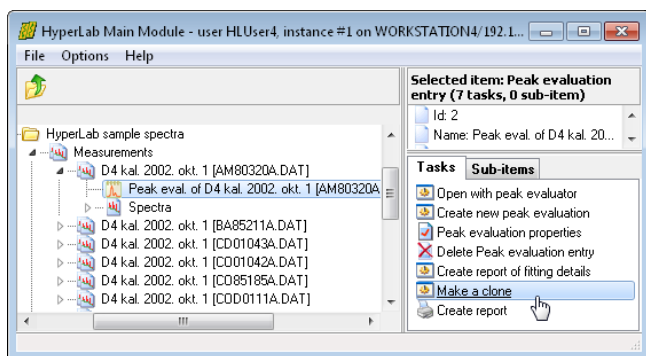 HyperLab Main Module - user HLUser4, instance #1 on WORKSTATION4/192.1...
File Options Help
HyperLab sample spectra
Measurements
D4 kal. 2002. okt. 1 [AM80320A.DAT]
Peak eval. of D4 kal. 2002. okt. 1 [AM80320A
Spectra
D4 kal. 2002. okt. 1 [BA85211A.DAT]
D4 kal. 2002. okt. 1 [CD01043A.DAT]
D4 kal. 2002. okt. 1 [CO01042A.DAT]
D4 kal. 2002. okt. 1 [CO85185A.DAT]
D4 kal. 2002. okt. 1 [COD0111A.DAT]
Selected item: Peak evaluation
entry (7 tasks, 0 sub-item)
Id: 2
Name: Peak eval. of D4 kal. 20...
Tasks Sub-items
Open with peak evaluator
Create new peak evaluation
Peak evaluation properties
Delete Peak evaluation entry
Create report of fitting details
Make a clone
Create report